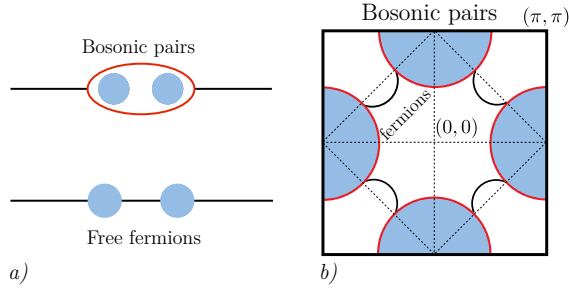 Bosonic pairs
Free fermions
a)
Bosonic pairs
(π, π)
fermions
(0, 0)
b)